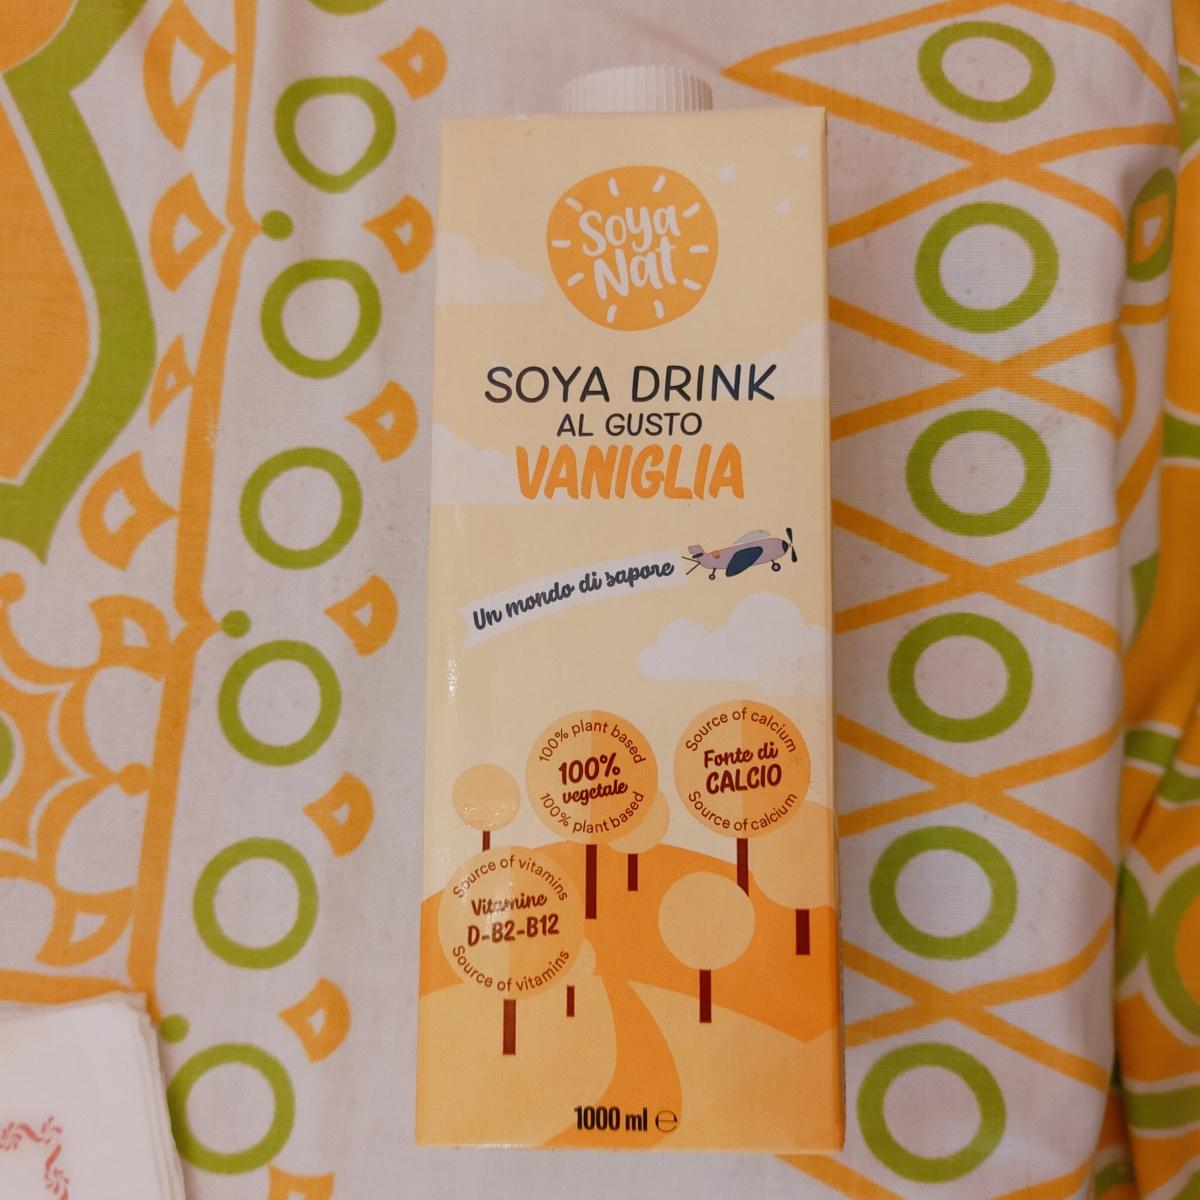 Soya
Nat
SOYA DRINK
AL GUSTO
VANIGLIA
Un mondo di sapore
100% plant based
100%
vegetale
100% plant based
Source of calcium
Fonte di
CALCIO
Source of calcium
Source of vitamins
Vitamine
D-B2-B12
Source of vitamins
1000 ml ℮